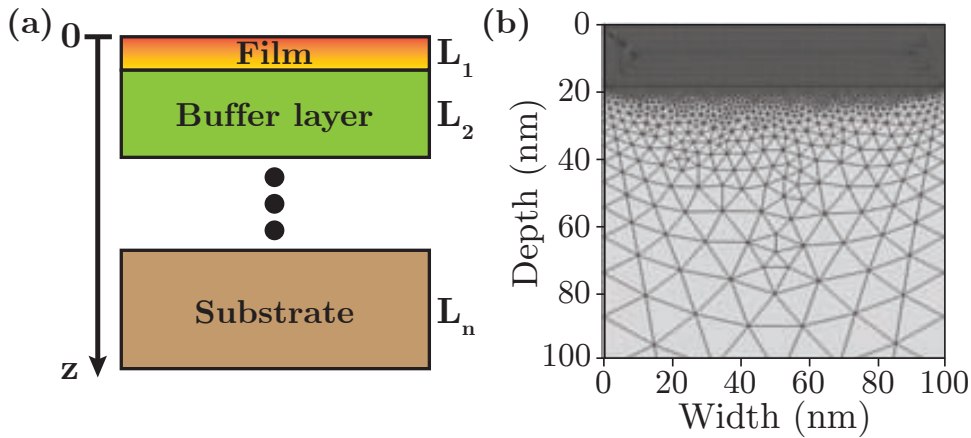 (a)
0
Film
L1
Buffer layer
L2
Substrate
Ln
z
(b)
0
20
40
60
80
100
Depth (nm)
0 20 40 60 80 100
Width (nm)